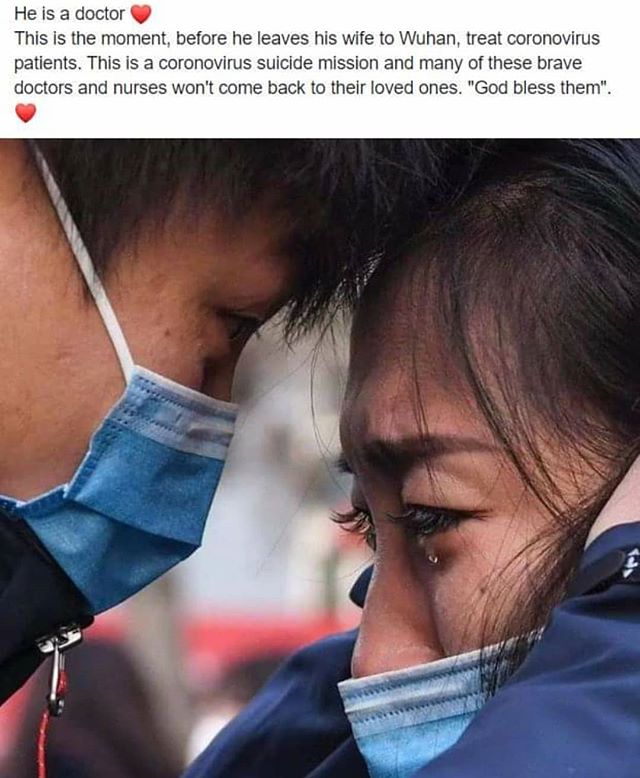 He is a doctor ❤️
This is the moment, before he leaves his wife to Wuhan, treat coronovirus
patients. This is a coronovirus suicide mission and many of these brave
doctors and nurses won't come back to their loved ones. "God bless them".
❤️